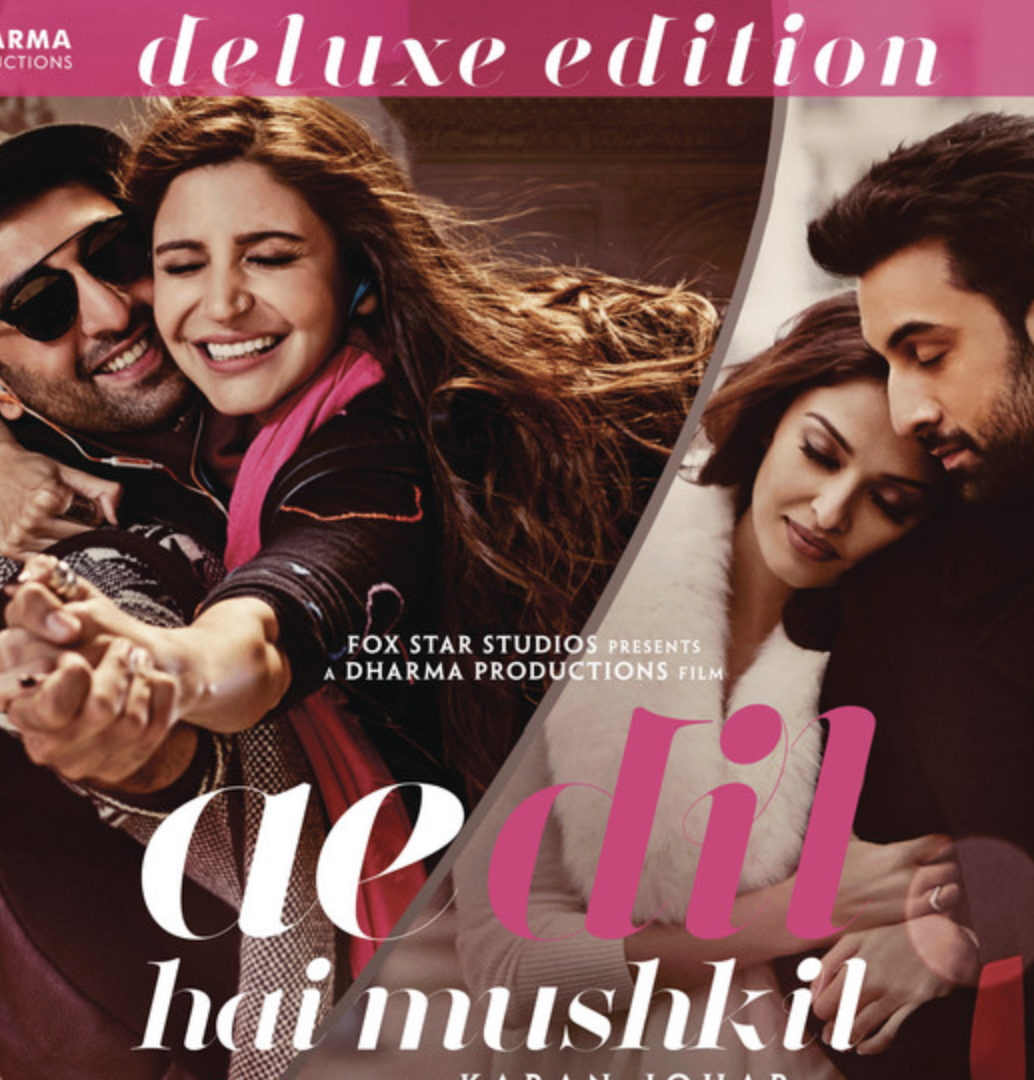 deluxe edition
FOX STAR STUDIOS PRESENTS
A DHARMA PRODUCTIONS FILM
ae dil
hai mushkil